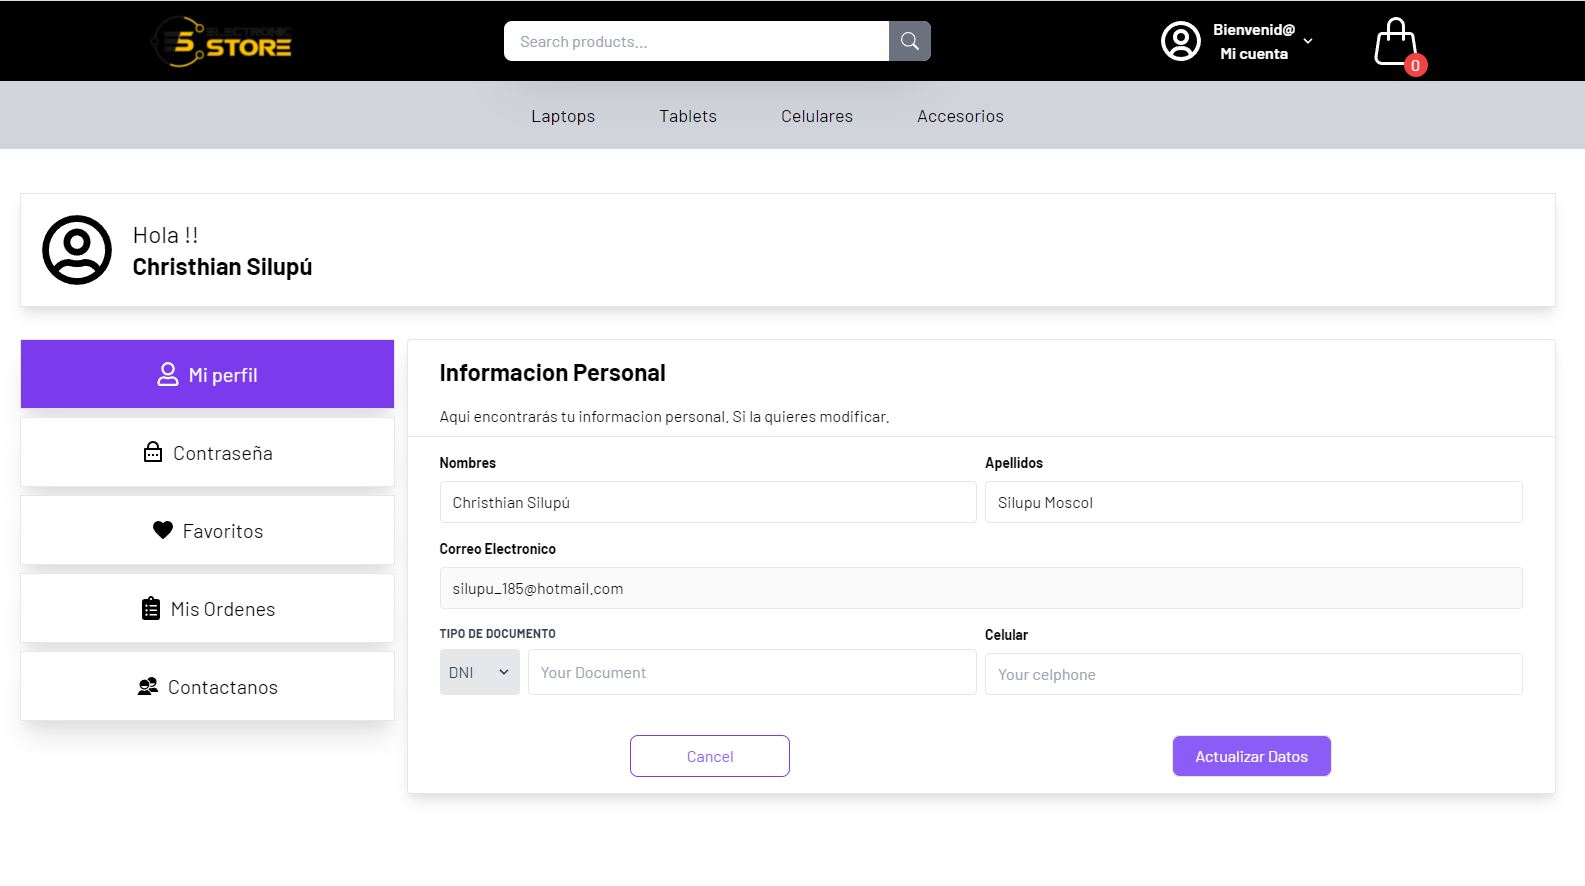 ELECTRONIC
5 STORE
Search products...
Bienvenid@
Mi cuenta
0
Laptops
Tablets
Celulares
Accesorios
Hola !!
Christhian Silupú
Mi perfil
Contraseña
Favoritos
Mis Ordenes
Contactanos
Informacion Personal
Aqui encontrarás tu informacion personal. Si la quieres modificar.
Nombres
Apellidos
Christhian Silupú
Silupu Moscol
Correo Electronico
silupu_185@hotmail.com
TIPO DE DOCUMENTO
Celular
DNI
Your Document
Your celphone
Cancel
Actualizar Datos